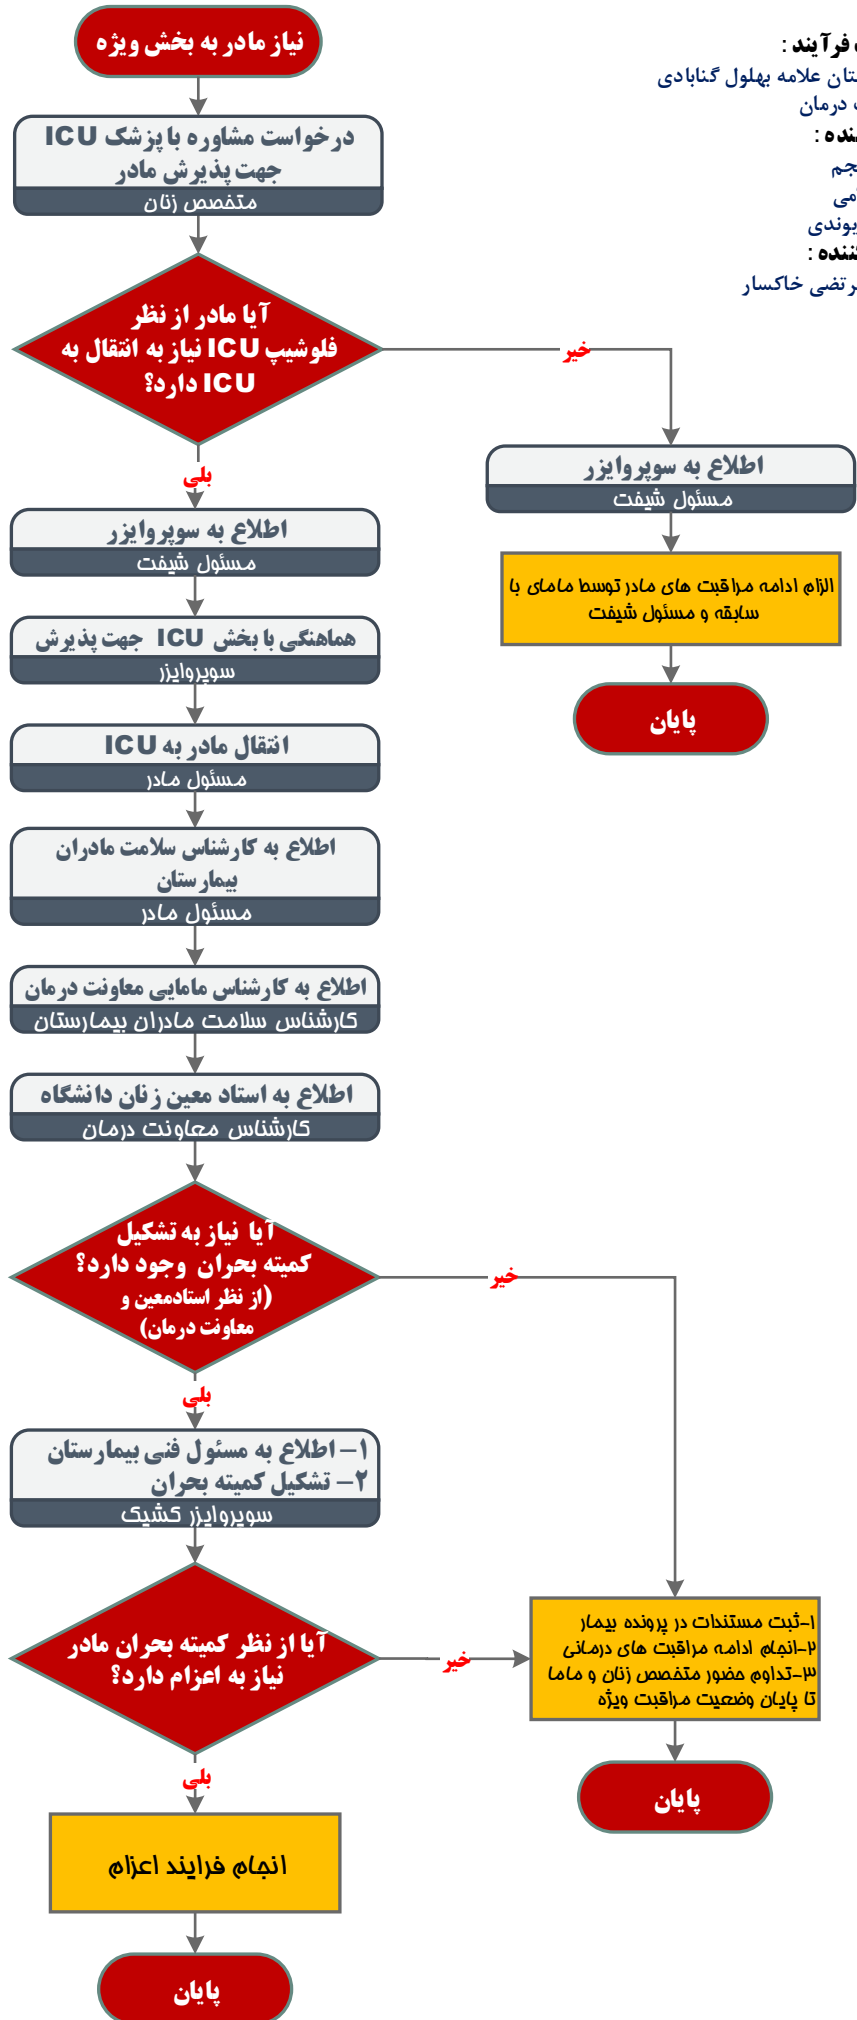 نیاز مادر به بخش ویژه
فرآیند :
علامه بهلول گنابادی
درمان
مرتضی خاکسار
درخواست مشاوره با پزشک ICU
جهت پذیرش مادر
متخصص زنان
آیا مادر از نظر
فلوشیپ ICU نیاز به انتقال به
ICU دارد؟
خیر
بلی
اطلاع به سوپروایزر
مسئول شیفت
الزام ادامه مراقبت های مادر توسط مامای با
سابقه و مسئول شیفت
پایان
اطلاع به سوپروایزر
مسئول شیفت
هماهنگی با بخش ICU جهت پذیرش
سوپروایزر
انتقال مادر به ICU
مسئول مادر
اطلاع به کارشناس سلامت مادران
بیمارستان
مسئول مادر
اطلاع به کارشناس مامایی معاونت درمان
کارشناس سلامت مادران بیمارستان
اطلاع به استاد معین زنان دانشگاه
کارشناس معاونت درمان
آیا نیاز به تشکیل
کمیته بحران وجود دارد؟
(از نظر استادمعین و
معاونت درمان)
خیر
بلی
۱- اطلاع به مسئول فنی بیمارستان
۲- تشکیل کمیته بحران
سوپروایزر کشیک
آیا از نظر کمیته بحران مادر
نیاز به اعزام دارد؟
خیر
بلی
۱-ثبت مستندات در پرونده بیمار
۲-انجام ادامه مراقبت های درمانی
۳-تداوم حضور متخصص زنان و ماما
تا پایان وضعیت مراقبت ویژه
پایان
انجام فرایند اعزام
پایان